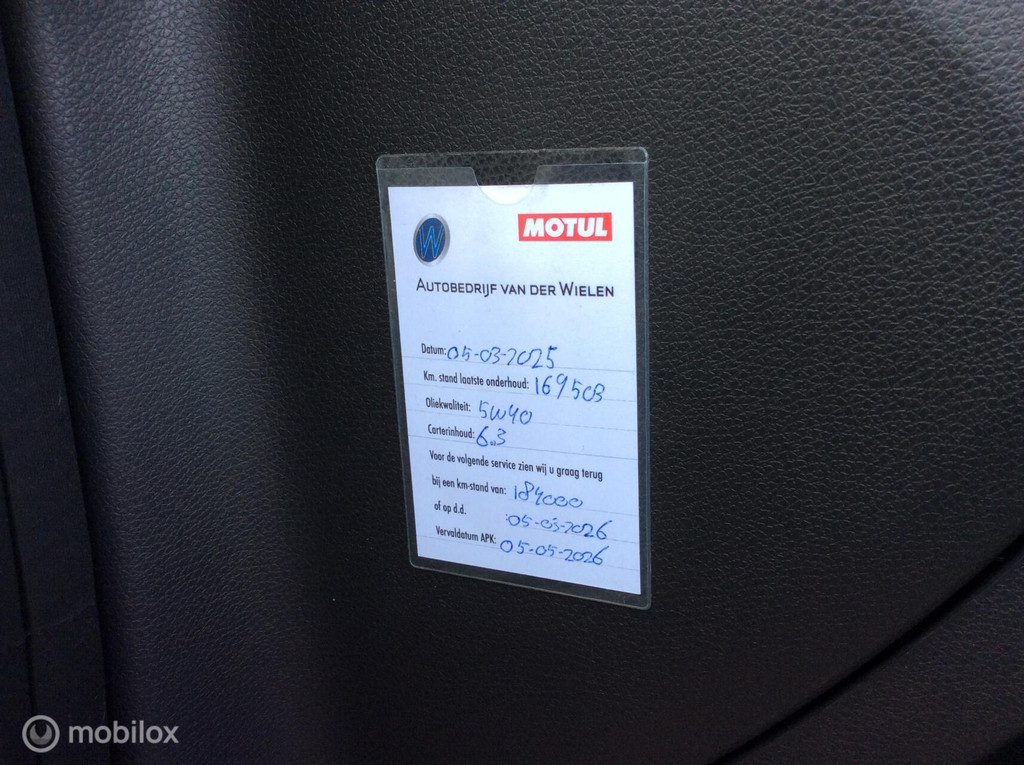 W
MOTUL
AUTOBEDRIJF VAN DER WIELEN
Datum: 05-03-2025
Km. stand laatste onderhoud: 169503
Oliekwaliteit: 5W40
Carterinhoud: 6.3
Voor de volgende service zien wij u graag terug
bij een km-stand van: 184000
of op d.d. 05-03-2026
Vervaldatum APK: 05-05-2026
mobilox